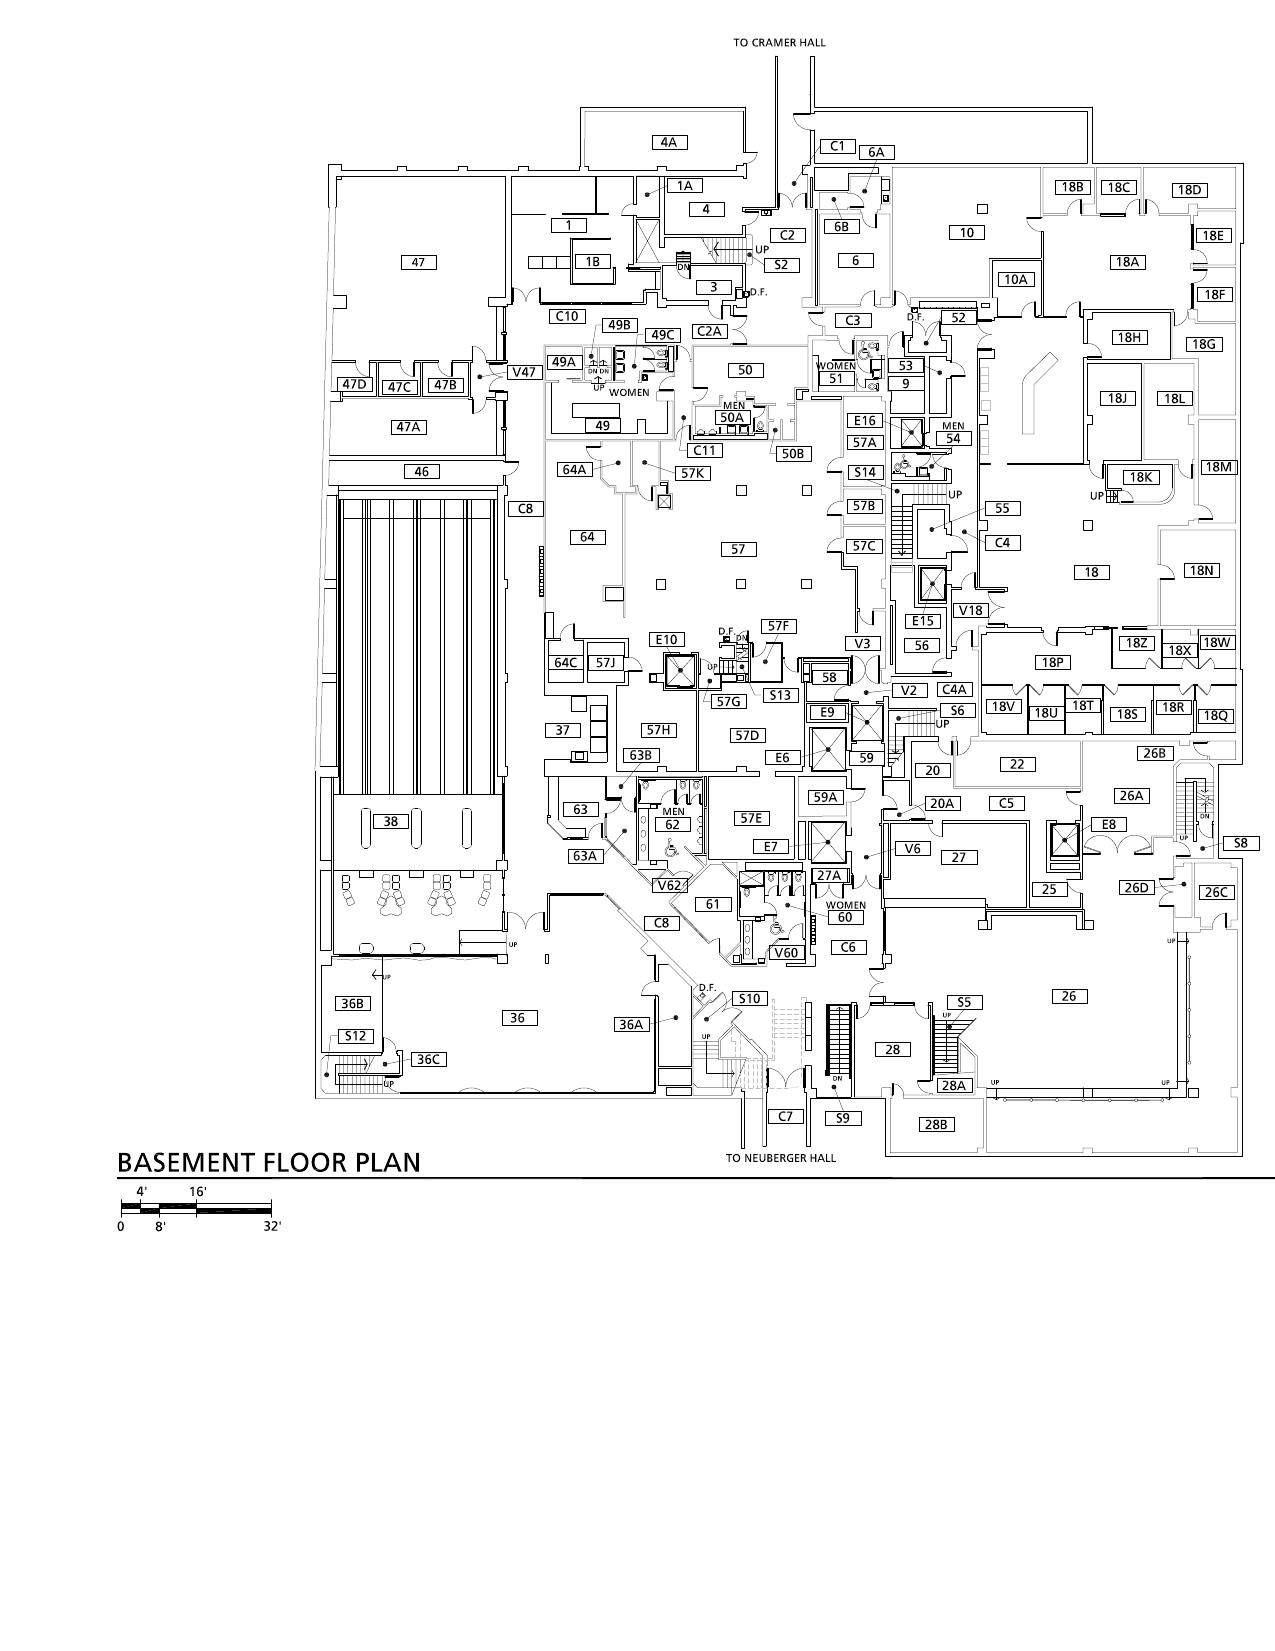 TO CRAMER HALL
4A
C1
6A
1A
4
18B
18C
18D
1
C2
6B
10
18E
UP
1B
S2
6
18A
47
DN
10A
3
D.F.
18F
C10
49B
C2A
C3
D.F.
52
49C
18H
18G
49A
DN DN
50
WOMEN
51
53
V47
47D
47C
47B
UP
WOMEN
9
MEN
50A
18J
18L
47A
49
E16
MEN
54
57A
C11
50B
46
64A
57K
S14
18M
18K
UP
UP
C8
57B
55
64
57
57C
C4
18
18N
V18
E15
D.F.
DN
57F
E10
V3
56
18Z
18X
18W
64C
57J
UP
18P
58
57G
S13
V2
C4A
18V
18U
18T
18S
18R
18Q
E9
S6
UP
37
57H
57D
63B
E6
59
26B
20
22
59A
26A
63
MEN
62
57E
20A
C5
38
E8
UP
DN
63A
E7
V6
27
S8
27A
V62
25
26D
26C
61
WOMEN
60
C8
C6
UP
V60
UP
UP
D.F.
36B
S10
S5
26
36
36A
UP
S12
UP
28
36C
DN
UP
28A
UP
UP
C7
S9
28B
BASEMENT FLOOR PLAN
TO NEUBERGER HALL
4' 16'
0 8' 32'